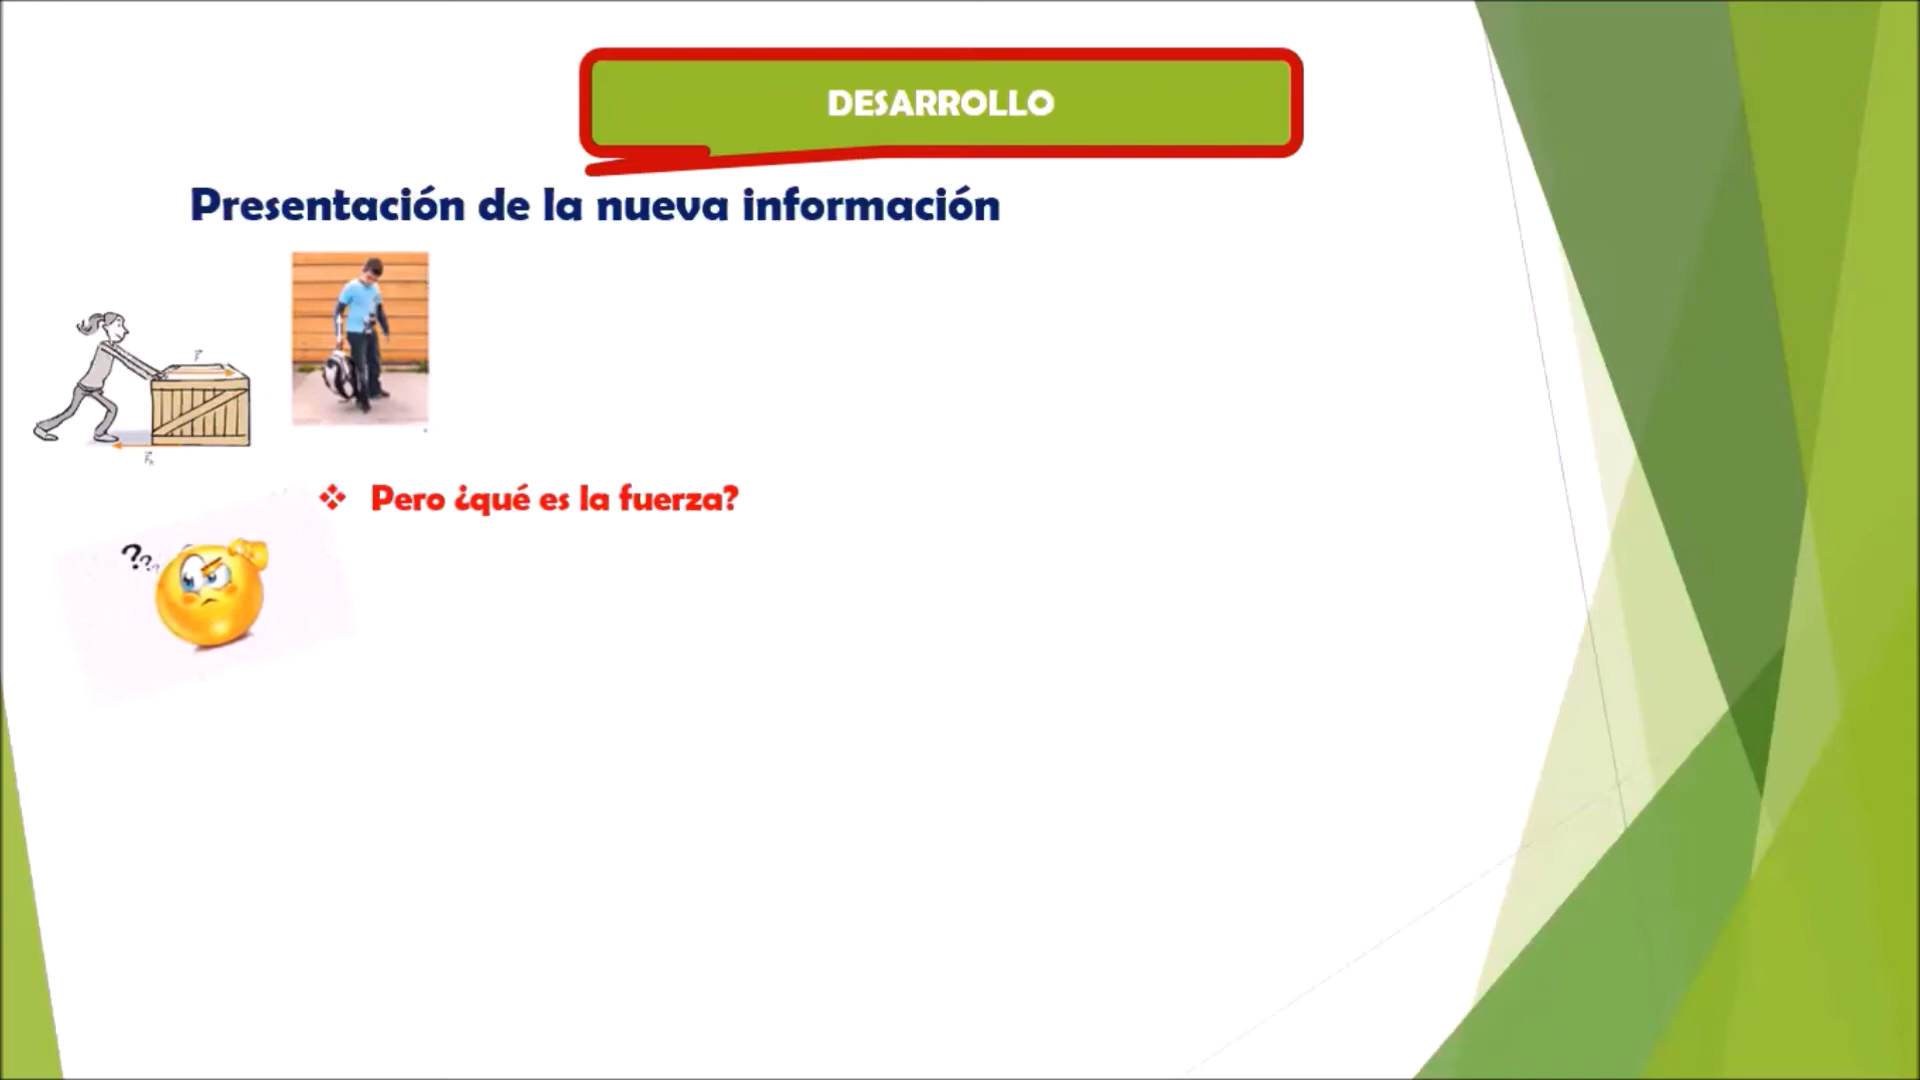 DESARROLLO
Presentación de la nueva información
Pero ¿qué es la fuerza?
???